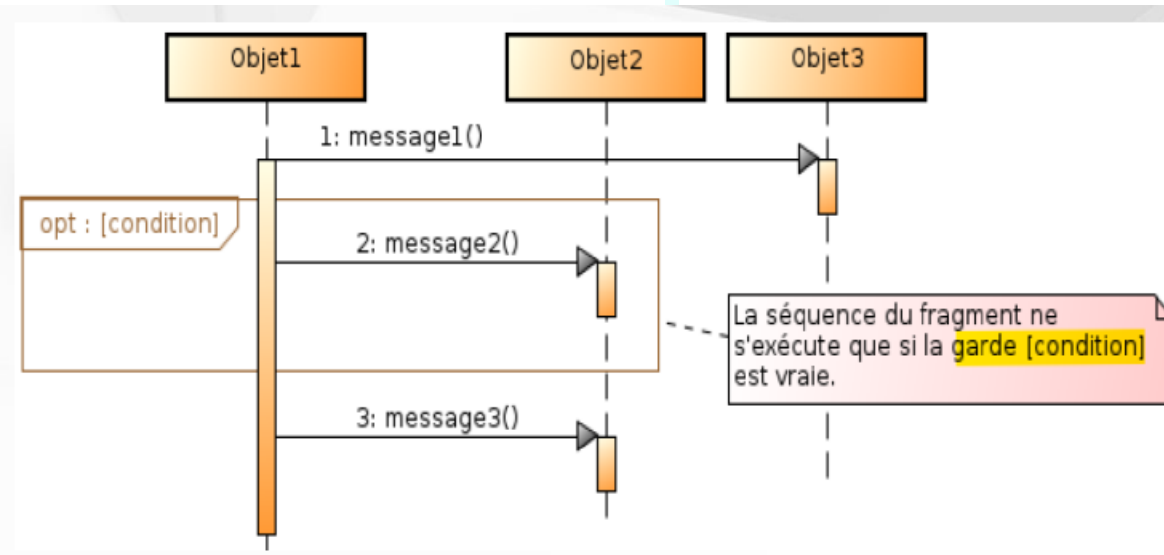 Objet1
Objet2
Objet3
1: message1()
opt : [condition]
2: message2()
La séquence du fragment ne
s'exécute que si la garde [condition]
est vraie.
3: message3()